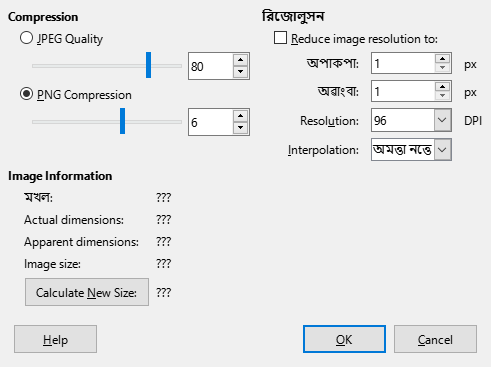 Compression
JPEG Quality
80
PNG Compression
6
রিজোলুসন
Reduce image resolution to:
অপাকপা: 1 px
অৱাংবা: 1 px
Resolution: 96 DPI
Interpolation: অমত্তা নত্তে
Image Information
মখল: ???
Actual dimensions: ???
Apparent dimensions: ???
Image size: ???
Calculate New Size: ???
Help
OK
Cancel